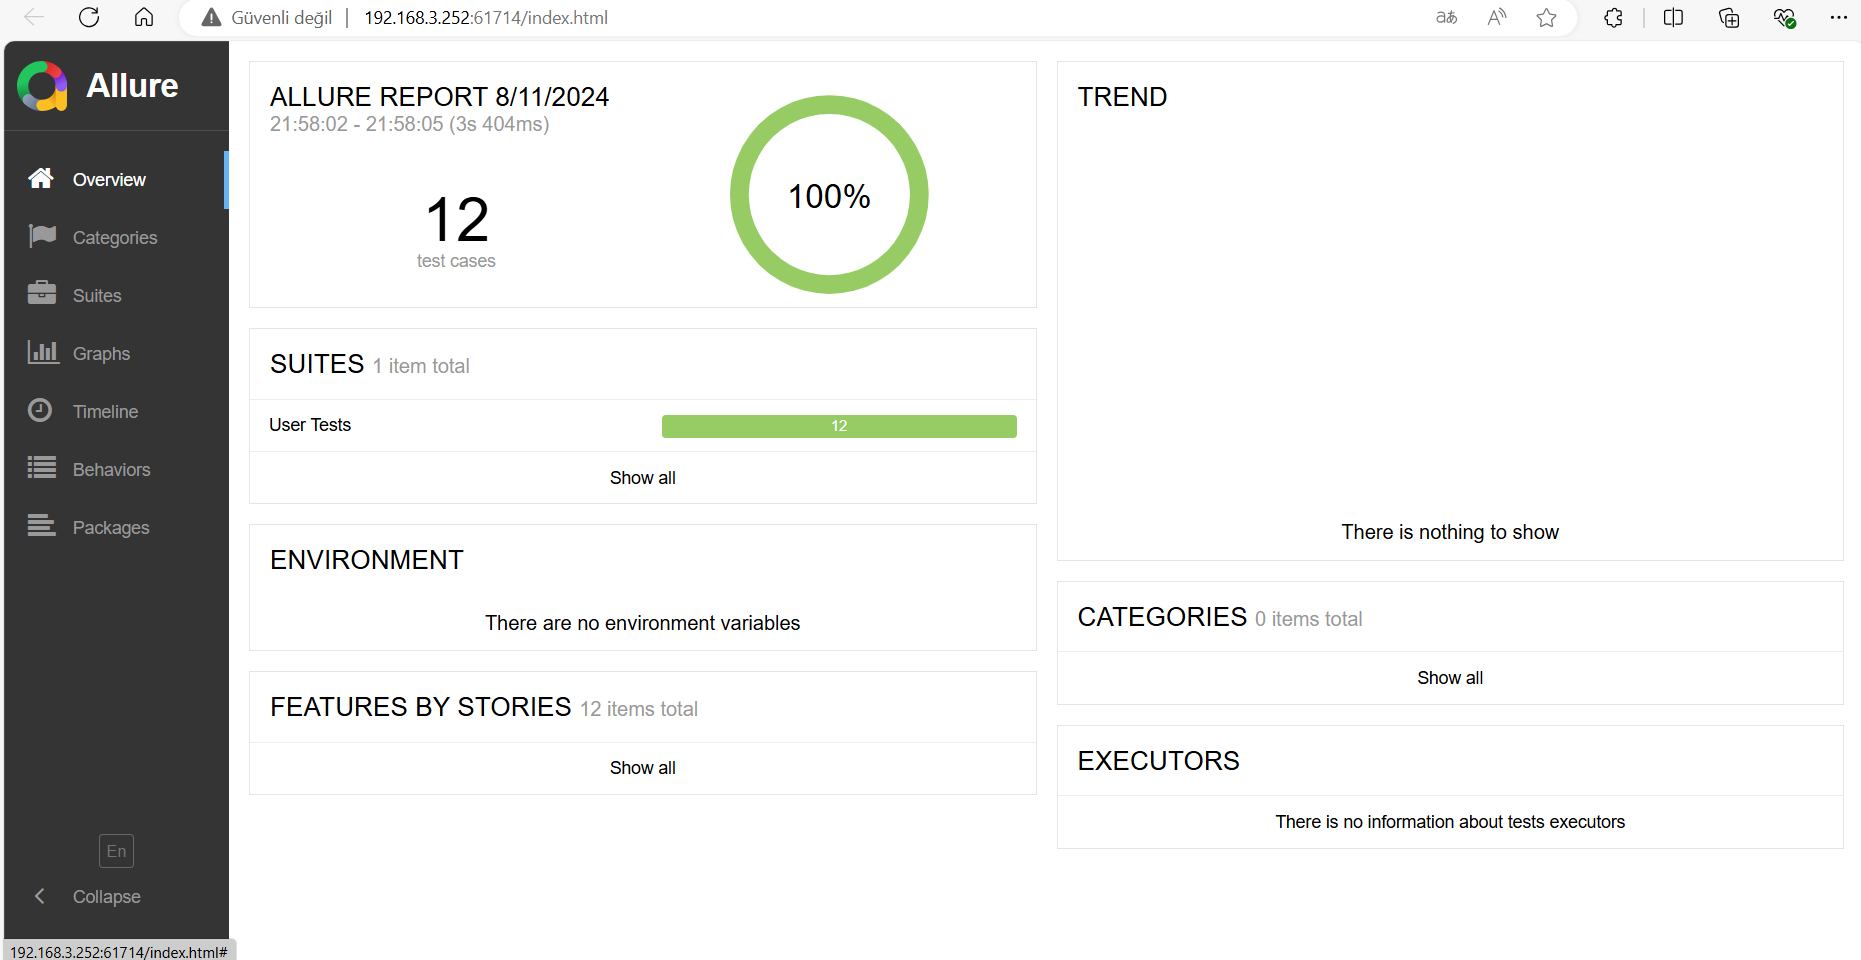 Güvenli değil
192.168.3.252:61714/index.html
aあ
A
Allure
Overview
Categories
Suites
Graphs
Timeline
Behaviors
Packages
En
Collapse
192.168.3.252:61714/index.html#
ALLURE REPORT 8/11/2024
21:58:02 - 21:58:05 (3s 404ms)
12
test cases
100%
SUITES 1 item total
User Tests
12
Show all
ENVIRONMENT
There are no environment variables
FEATURES BY STORIES 12 items total
Show all
TREND
There is nothing to show
CATEGORIES 0 items total
Show all
EXECUTORS
There is no information about tests executors